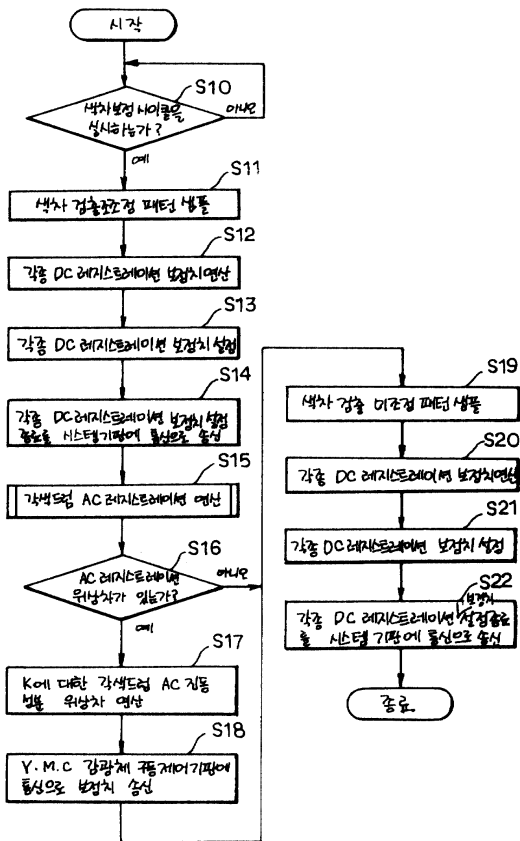 시작
S10
색차보정 사이클을
실시하는가?
아니오
예
S11
색차 검출조조정 패턴 샘플
S12
각종 DC 레지스트레이션 보정치연산
S13
각종 DC 레지스트레이션 보정치 설정
S14
각종 DC레지스트레이션 보정치 설정
종료를 시스템기판에 통신으로 송신
S15
각색드럼 AC 레지스트레이션 연산
S16
AC 레지스트레이션
위상차가 있는가?
아니오
예
S17
K에 대한 각색드럼 AC 진동
성분 위상차 연산
S18
Y.M.C 감광체 구동제어기판에
통신으로 보정치 송신
S19
색차 검출 미조정 패턴 샘플
S20
각종 DC 레지스트레이션 보정치연산
S21
각종 DC레지스트레이션 보정치 설정
S22
보정치
각종 DC 레지스트레이션 설정종료
를 시스템 기판에 통신으로 송신
종료